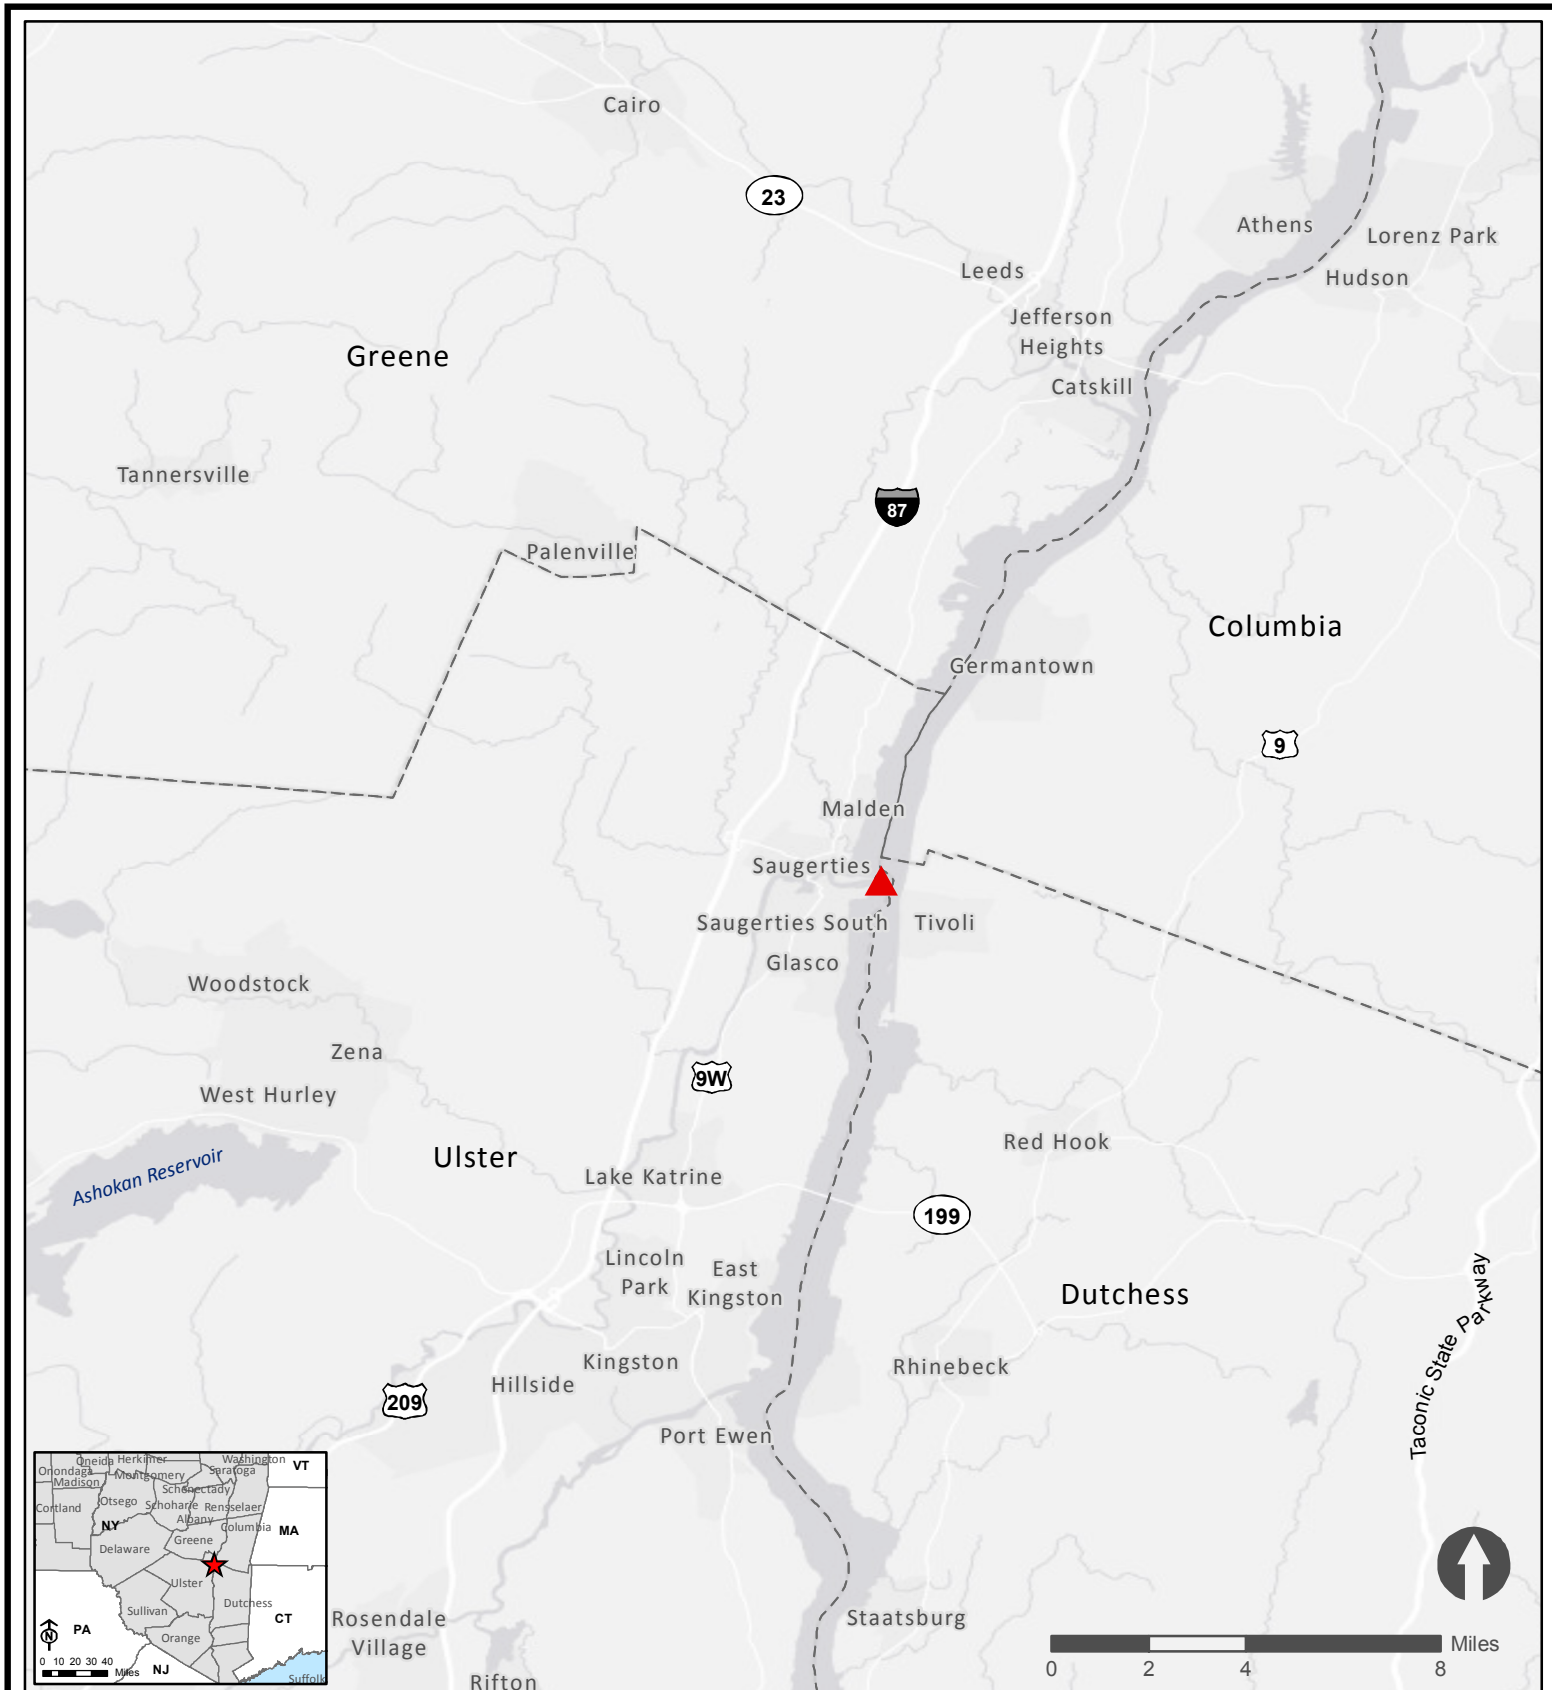 Cairo
23
Athens
Lorenz Park
Hudson
Leeds
Jefferson
Heights
Greene
Catskill
Tannersville
87
Palenville
Columbia
Germantown
9
Malden
Saugerties
Saugerties South
Tivoli
Glasco
Woodstock
Zena
9W
West Hurley
Red Hook
Ulster
Ashokan Reservoir
Lake Katrine
199
Lincoln
Park
East
Kingston
Dutchess
Taconic State Parkway
Kingston
Rhinebeck
Hillside
209
Port Ewen
Staatsburg
Rosendale
Village
Rifton
Miles
0 2 4 8
Oneida
Herkimer
Washington
VT
Onondaga
Montgomery
Saratoga
Madison
Schenectady
Cortland
Otsego
Schoharie
Rensselaer
Albany
NY
Columbia
MA
Greene
Delaware
Ulster
Dutchess
Sullivan
CT
PA
Orange
N
0 10 20 30 40
Miles
NJ
Suffolk